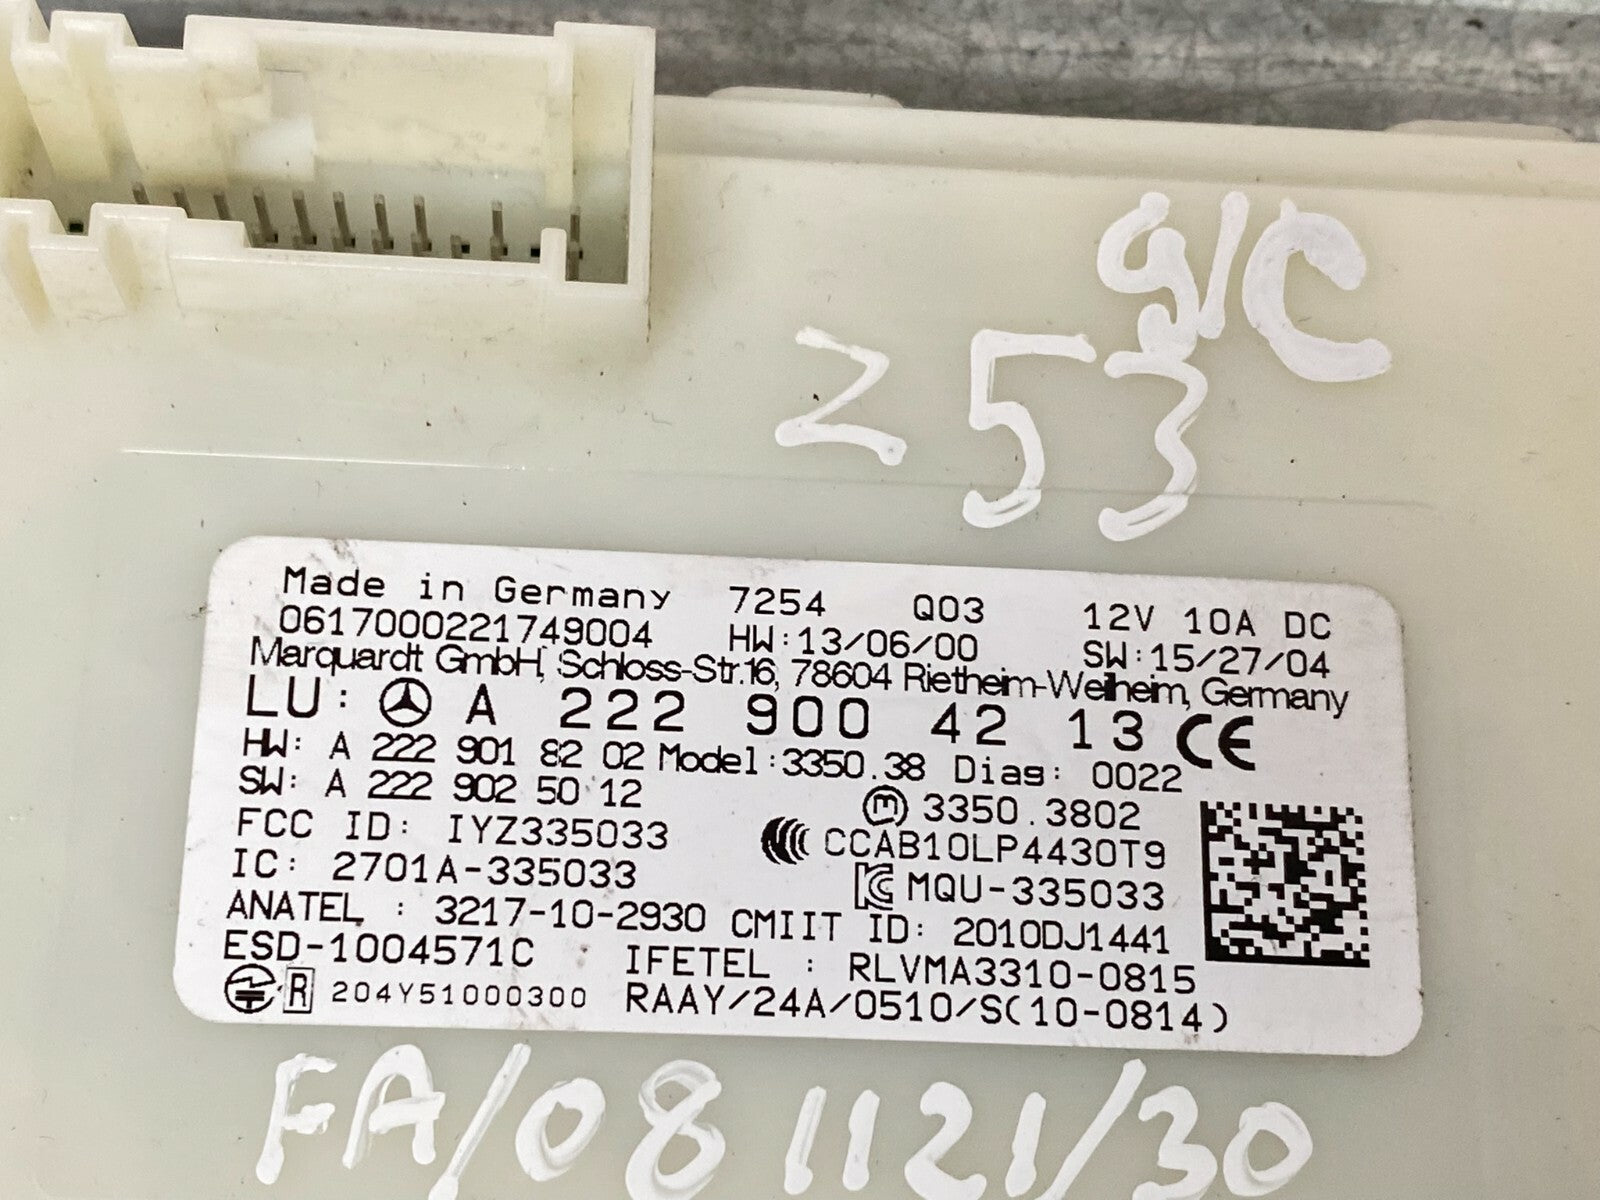 glC
253
Made in Germany 7254 Q03 12V 10A DC
0617000221749004 HW:13/06/00 SW:15/27/04
Marquardt GmbH, Schloss-Str.16, 78604 Rietheim-Weilheim, Germany
LU: A 222 900 42 13 CE
HW: A 222 901 82 02 Model:3350.38 Diag: 0022
SW: A 222 902 50 12 M 3350.3802
FCC ID: IYZ335033 CCAB10LP4430T9
IC: 2701A-335033 MQU-335033
ANATEL : 3217-10-2930 CMIIT ID: 2010DJ1441
ESD-1004571C IFETEL : RLVMA3310-0815
R 204Y51000300 RAAY/24A/0510/S(10-0814)
FA/08 1121/30